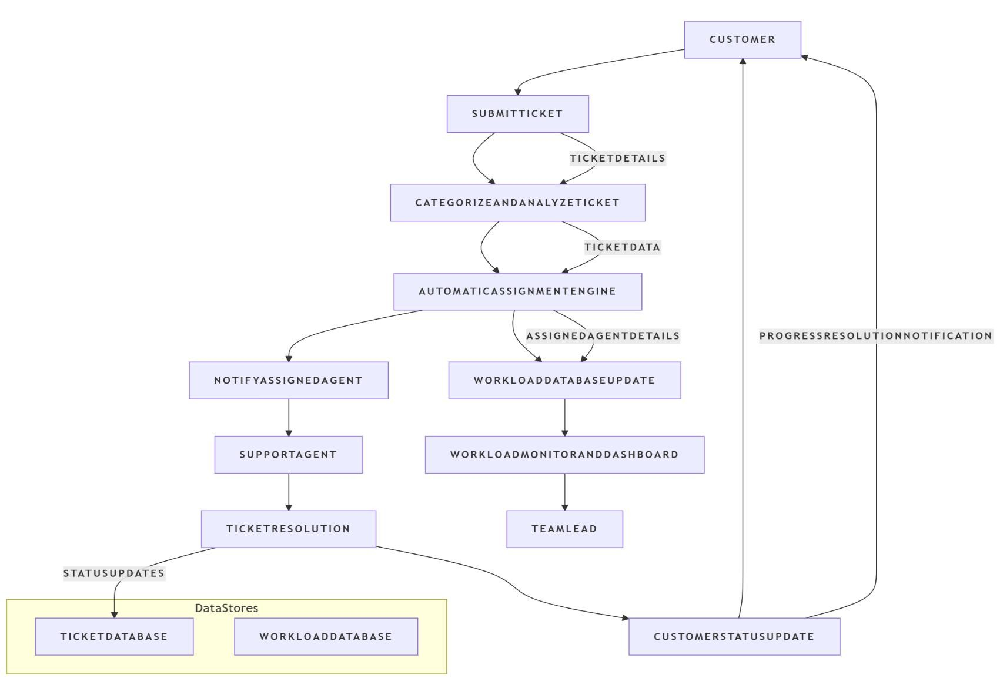 CUSTOMER
SUBMITTICKET
TICKETDETAILS
CATEGORIZEANDANALYZETICKET
TICKETDATA
AUTOMATICASSIGNMENTENGINE
ASSIGNEDAGENTDETAILS
PROGRESSRESOLUTIONNOTIFICATION
NOTIFYASSIGNEDAGENT
WORKLOADDATABASEUPDATE
SUPPORTAGENT
WORKLOADMONITORANDDASHBOARD
TICKETRESOLUTION
TEAMLEAD
STATUSUPDATES
DataStores
TICKETDATABASE
WORKLOADDATABASE
CUSTOMERSTATUSUPDATE